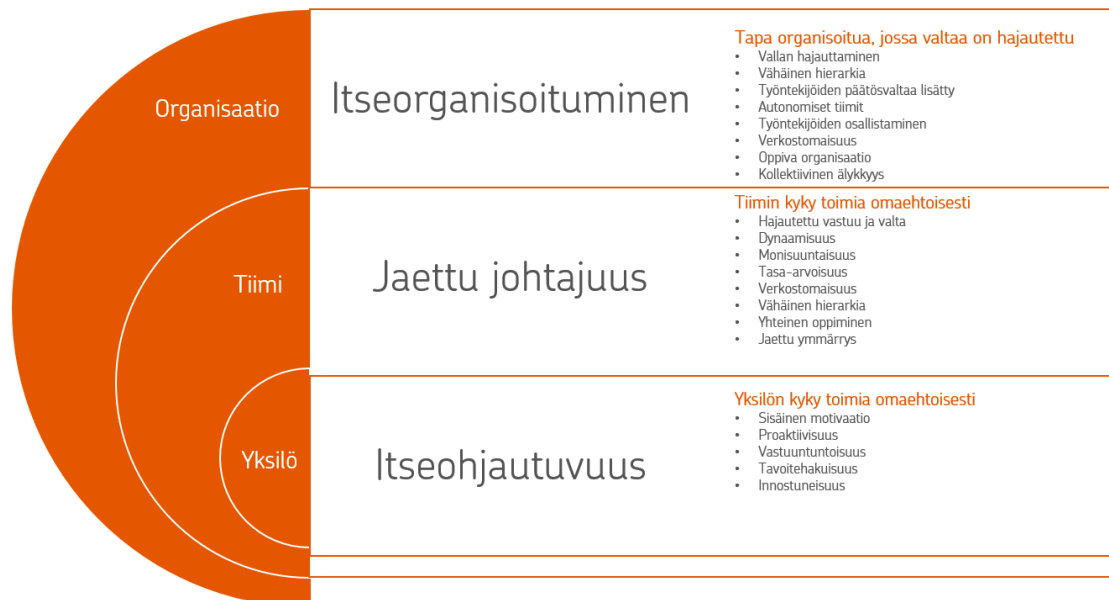 Organisaatio
Itseorganisoituminen
Tapa organisoitua, jossa valtaa on hajautettu
• Vallan hajauttaminen
• Vähäinen hierarkia
• Työntekijöiden päätösvaltaa lisätty
• Autonomiset tiimit
• Työntekijöiden osallistaminen
• Verkostomaisuus
• Oppiva organisaatio
• Kollektiivinen älykkyys
Tiimi
Jaettu johtajuus
Tiimin kyky toimia omaehtoisesti
• Hajautettu vastuu ja valta
• Dynaamisuus
• Monisuuntaisuus
• Tasa-arvoisuus
• Verkostomaisuus
• Vähäinen hierarkia
• Yhteinen oppiminen
• Jaettu ymmärrys
Yksilö
Itseohjautuvuus
Yksilön kyky toimia omaehtoisesti
• Sisäinen motivaatio
• Proaktiivisuus
• Vastuuntuntoisuus
• Tavoitehakuisuus
• Innostuneisuus